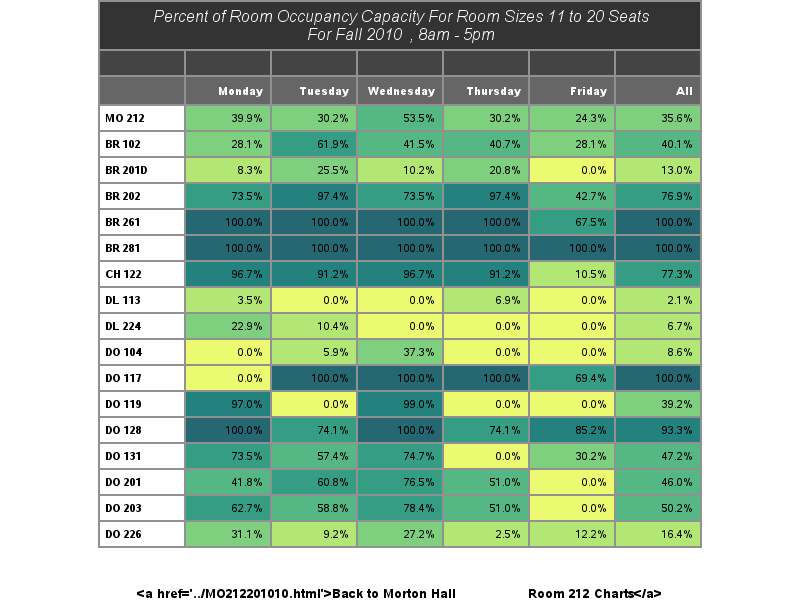 Percent of Room Occupancy Capacity For Room Sizes 11 to 20 Seats
For Fall 2010 , 8am - 5pm
Monday Tuesday Wednesday Thursday Friday All
MO 212 39.9% 30.2% 53.5% 30.2% 24.3% 35.6%
BR 102 28.1% 61.9% 41.5% 40.7% 28.1% 40.1%
BR 201D 8.3% 25.5% 10.2% 20.8% 0.0% 13.0%
BR 202 73.5% 97.4% 73.5% 97.4% 42.7% 76.9%
BR 261 100.0% 100.0% 100.0% 100.0% 67.5% 100.0%
BR 281 100.0% 100.0% 100.0% 100.0% 100.0% 100.0%
CH 122 96.7% 91.2% 96.7% 91.2% 10.5% 77.3%
DL 113 3.5% 0.0% 0.0% 6.9% 0.0% 2.1%
DL 224 22.9% 10.4% 0.0% 0.0% 0.0% 6.7%
DO 104 0.0% 5.9% 37.3% 0.0% 0.0% 8.6%
DO 117 0.0% 100.0% 100.0% 100.0% 69.4% 100.0%
DO 119 97.0% 0.0% 99.0% 0.0% 0.0% 39.2%
DO 128 100.0% 74.1% 100.0% 74.1% 85.2% 93.3%
DO 131 73.5% 57.4% 74.7% 0.0% 30.2% 47.2%
DO 201 41.8% 60.8% 76.5% 51.0% 0.0% 46.0%
DO 203 62.7% 58.8% 78.4% 51.0% 0.0% 50.2%
DO 226 31.1% 9.2% 27.2% 2.5% 12.2% 16.4%
<a href='../MO212201010.html'>Back to Morton Hall Room 212 Charts</a>